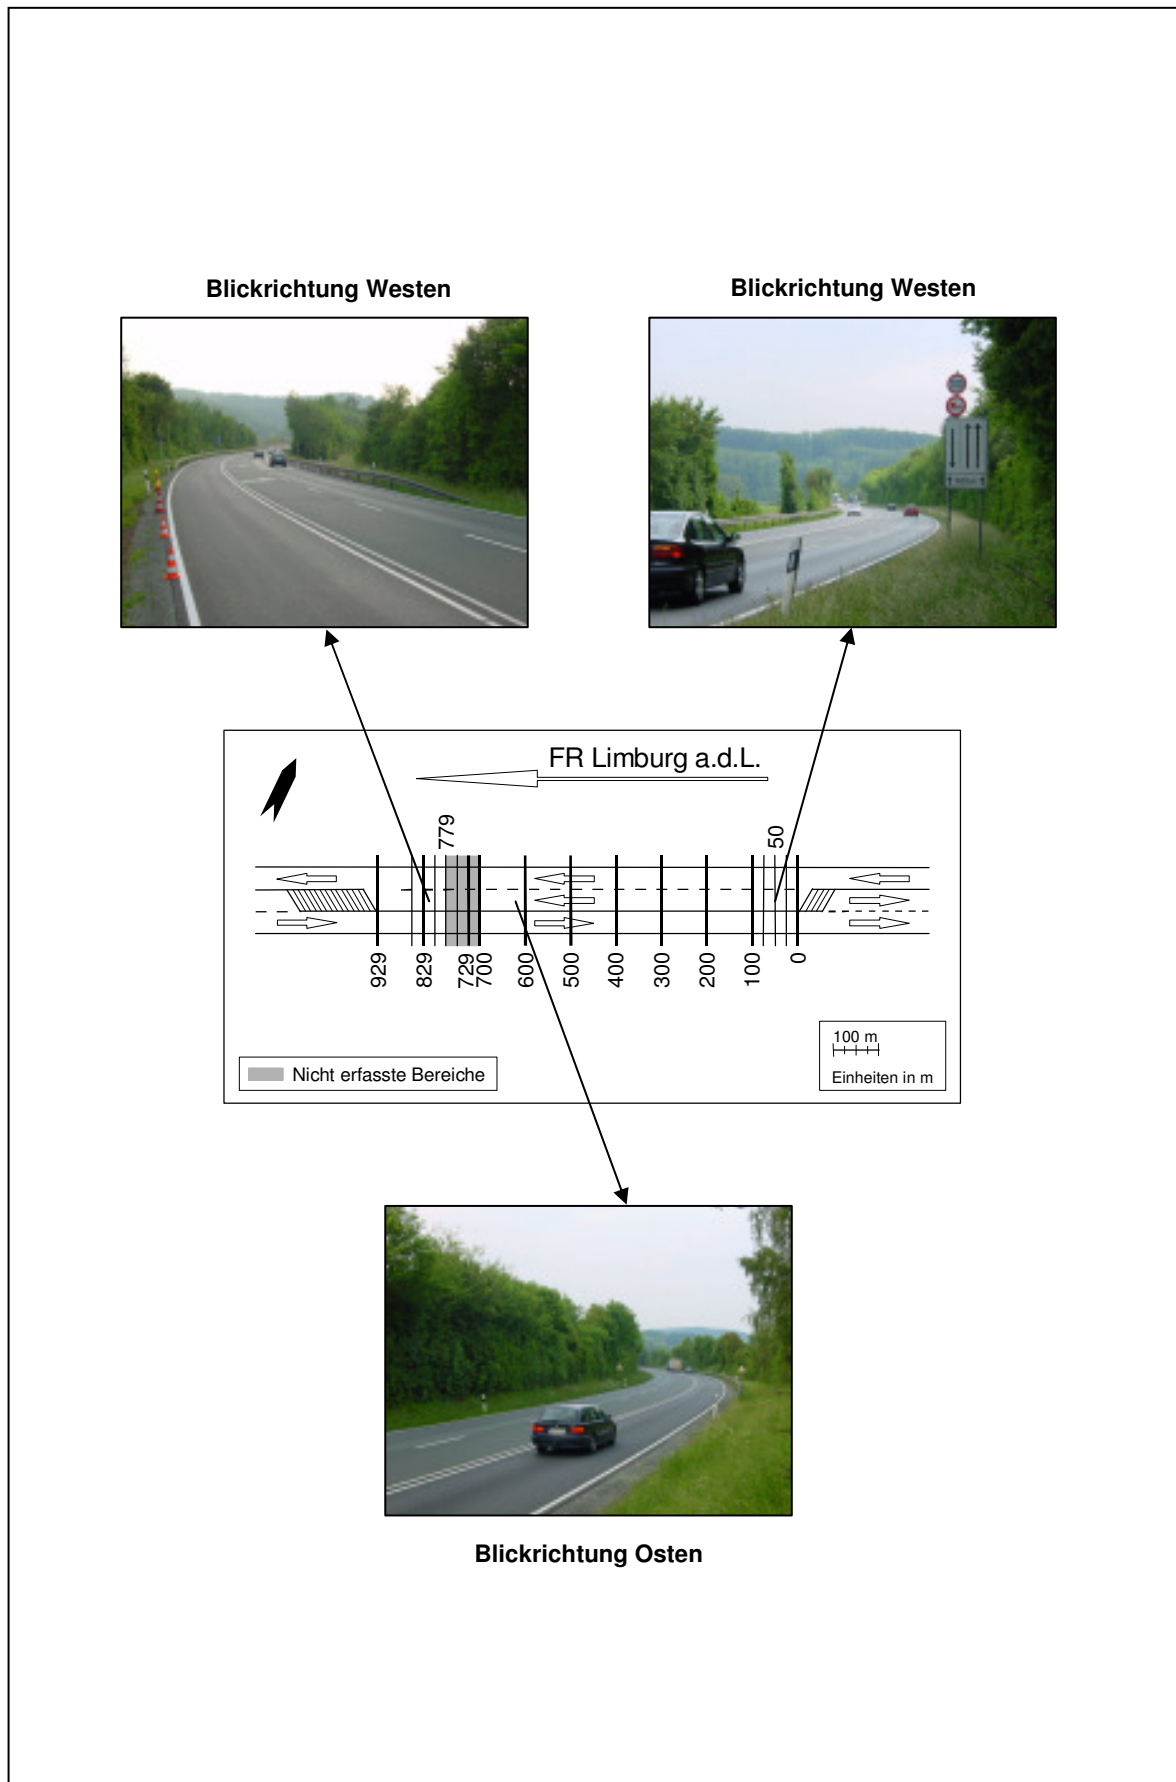 Blickrichtung Westen
Blickrichtung Westen
FR Limburg a.d.L.
779
50
929
829
729
700
600
500
400
300
200
100
0
100 m
Einheiten in m
Nicht erfasste Bereiche
Blickrichtung Osten